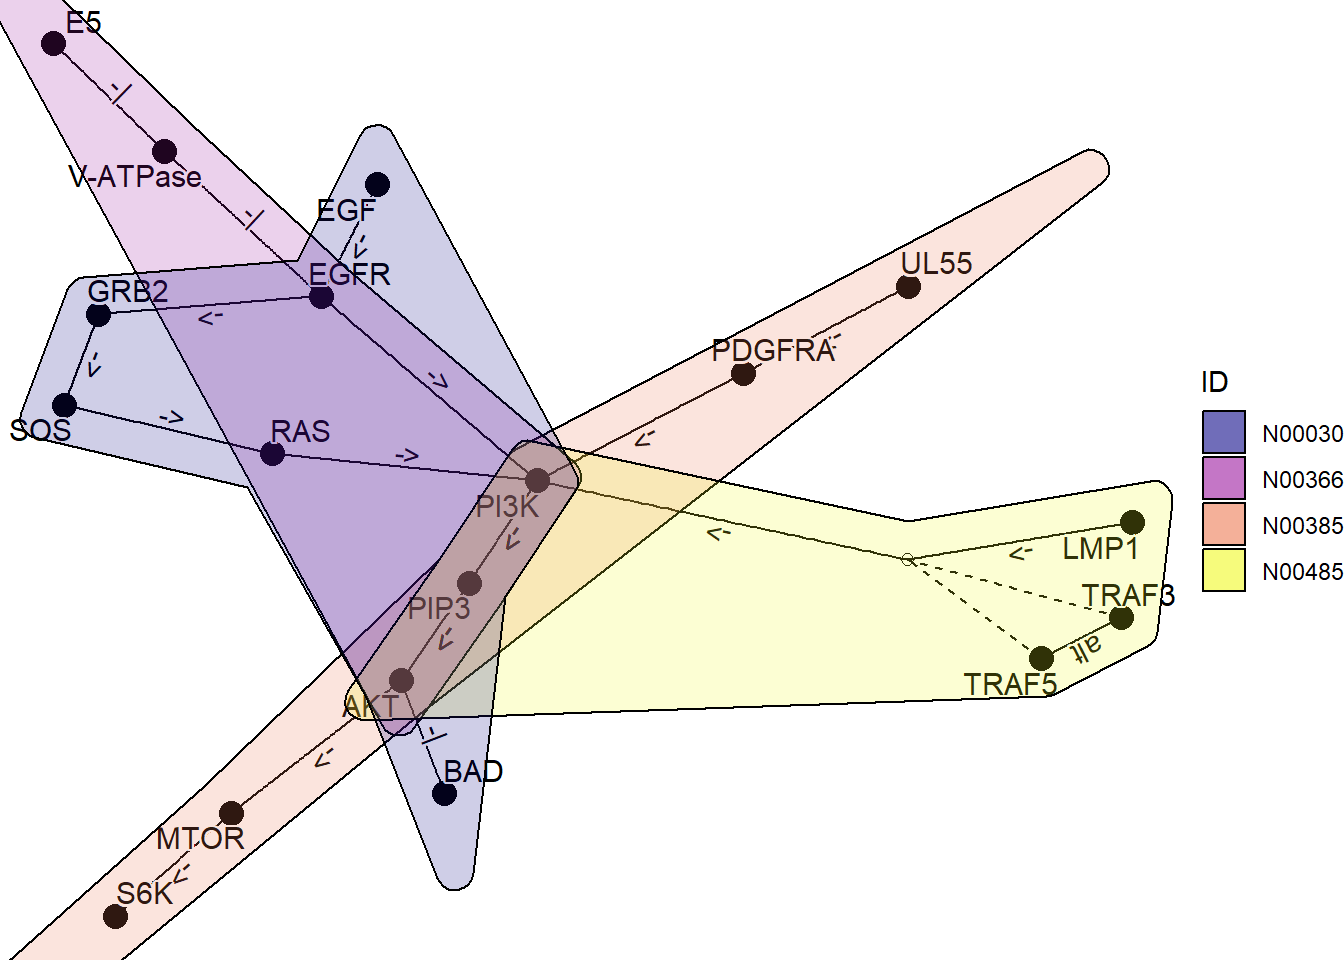 E5
-|
V-ATPase
-|
EGF
->
EGFR
GRB2
->
->
->
SOS
->
RAS
->
UL55
->
PDGFRA
->
PI3K
->
->
LMP1
->
TRAF3
alt
TRAF5
PIP3
->
AKT
-|
->
BAD
MTOR
->
S6K
ID
N00030
N00366
N00385
N00485